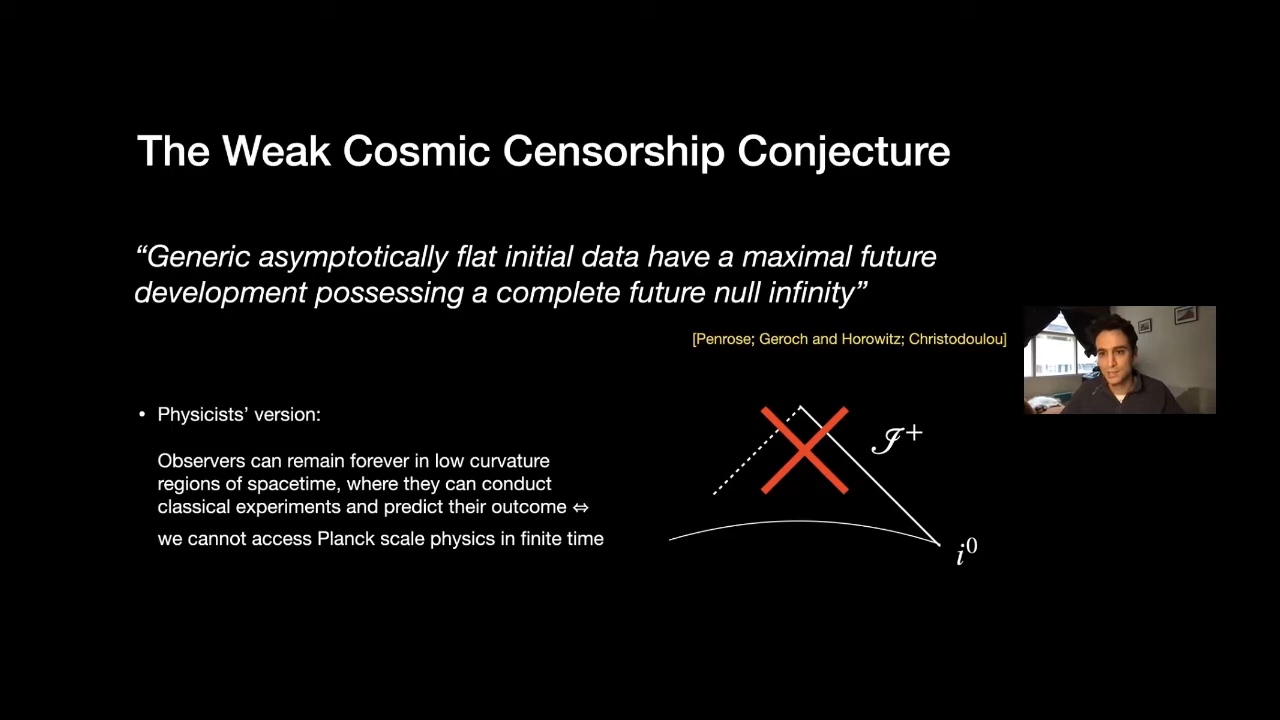 The Weak Cosmic Censorship Conjecture
“Generic asymptotically flat initial data have a maximal future
development possessing a complete future null infinity”
[Penrose; Geroch and Horowitz; Christodoulou]
• Physicists’ version:
Observers can remain forever in low curvature
regions of spacetime, where they can conduct
classical experiments and predict their outcome ⇔
we cannot access Planck scale physics in finite time
ℐ⁺
i⁰